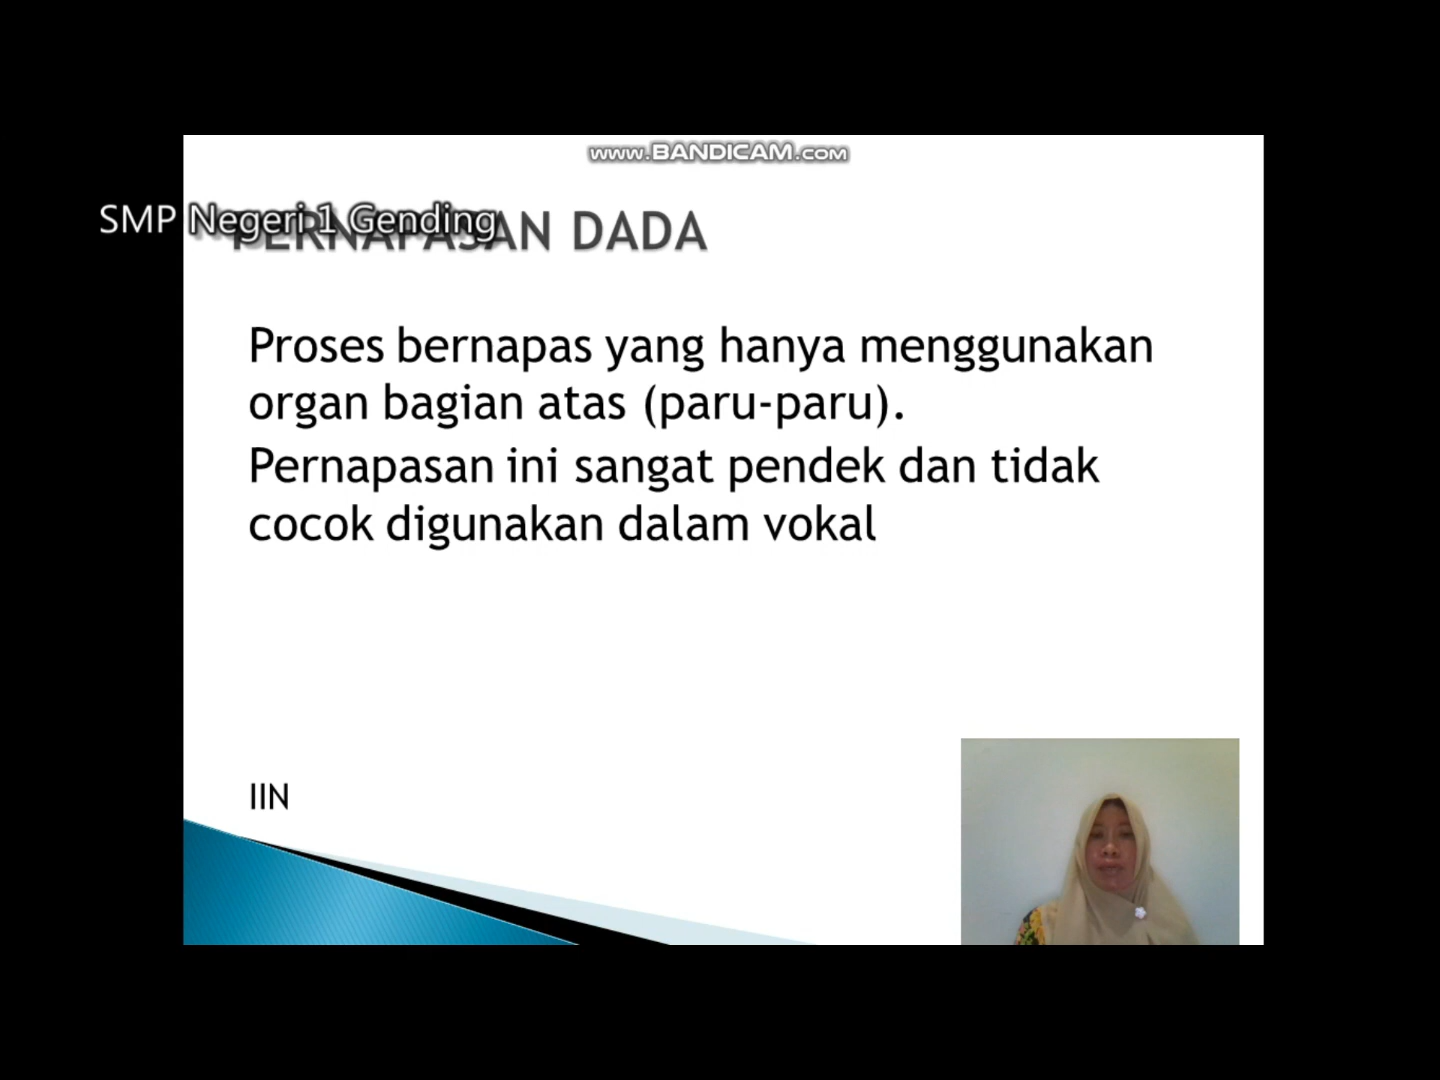 www.BANDICAM.com
SMP Negeri 1 Gending
PERNAPASAN DADA
Proses bernapas yang hanya menggunakan
organ bagian atas (paru-paru).
Pernapasan ini sangat pendek dan tidak
cocok digunakan dalam vokal
IIN